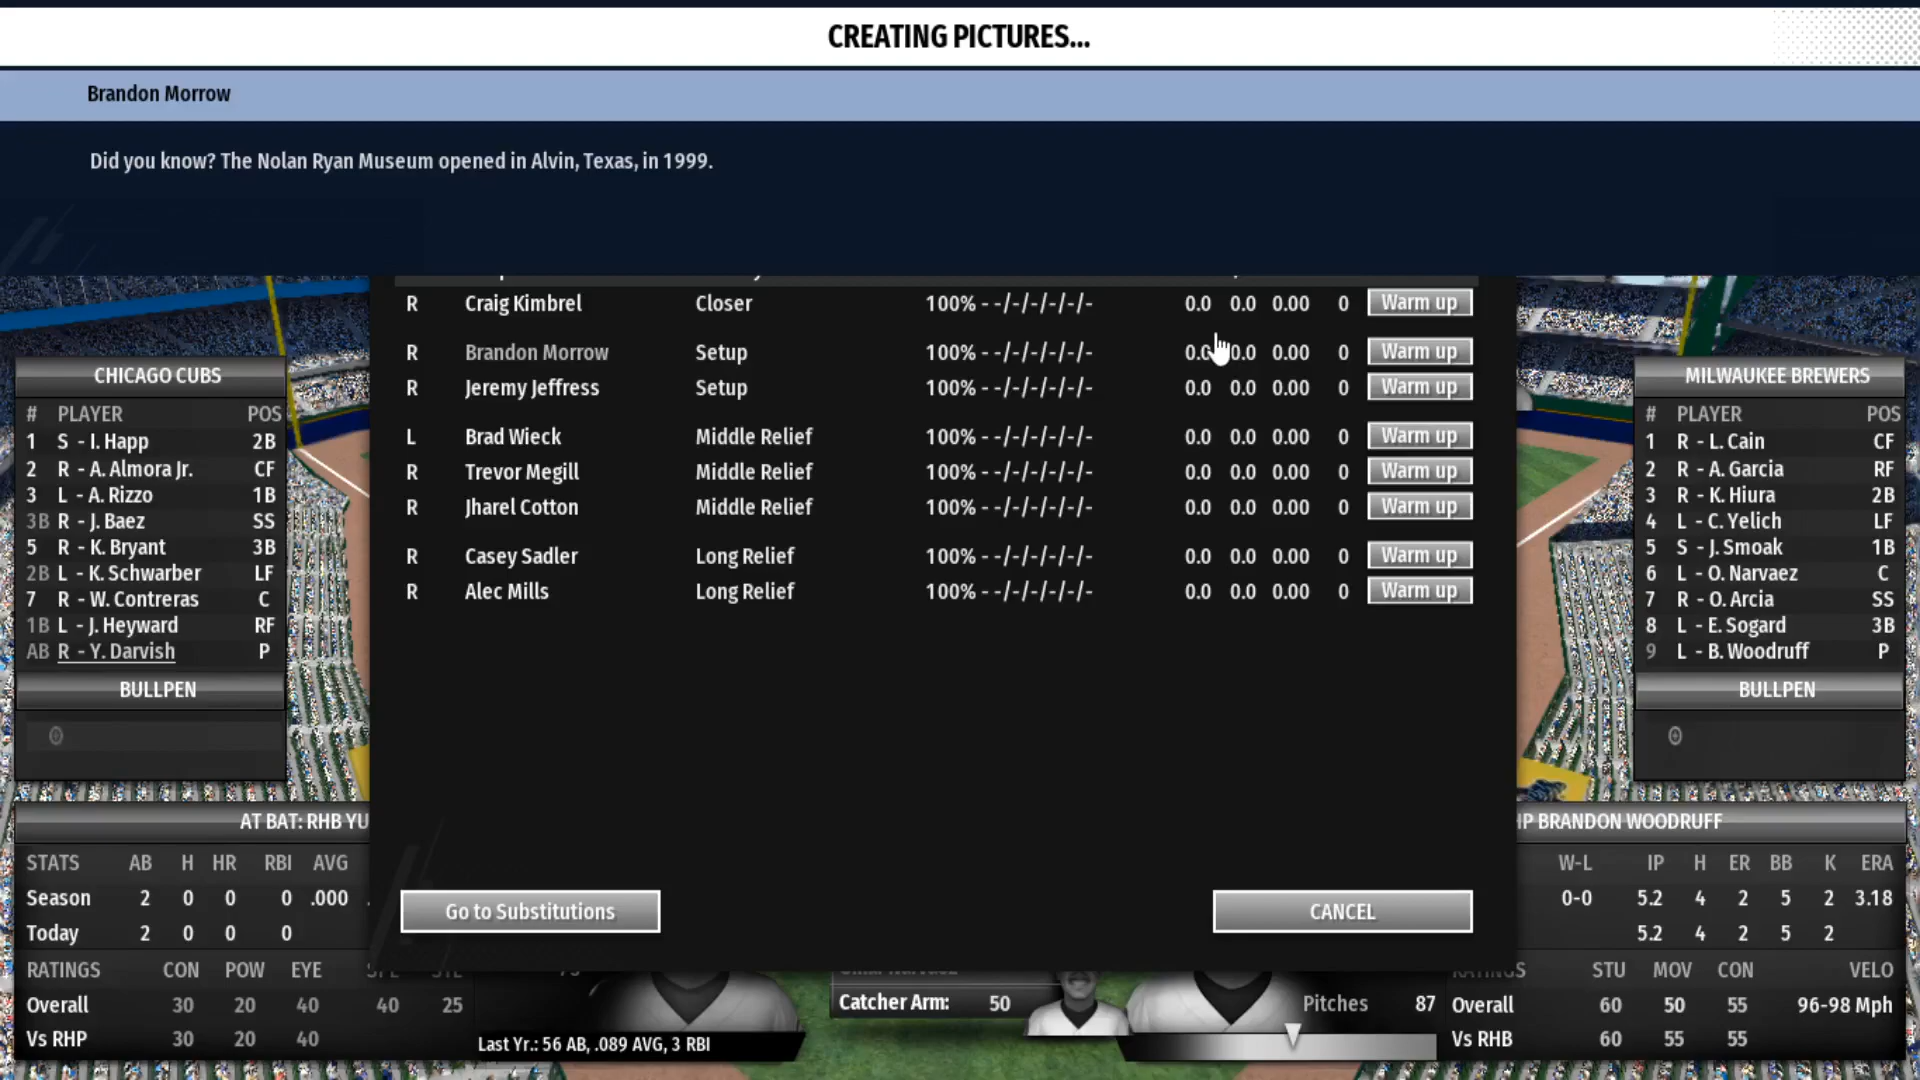 CREATING PICTURES...
Brandon Morrow
Did you know? The Nolan Ryan Museum opened in Alvin, Texas, in 1999.
R Craig Kimbrel Closer 100% - -/-/-/-/-/- 0.0 0.0 0.00 0 Warm up
R Brandon Morrow Setup 100% - -/-/-/-/-/- 0.0 0.0 0.00 0 Warm up
R Jeremy Jeffress Setup 100% - -/-/-/-/-/- 0.0 0.0 0.00 0 Warm up
L Brad Wieck Middle Relief 100% - -/-/-/-/-/- 0.0 0.0 0.00 0 Warm up
R Trevor Megill Middle Relief 100% - -/-/-/-/-/- 0.0 0.0 0.00 0 Warm up
R Jharel Cotton Middle Relief 100% - -/-/-/-/-/- 0.0 0.0 0.00 0 Warm up
R Casey Sadler Long Relief 100% - -/-/-/-/-/- 0.0 0.0 0.00 0 Warm up
R Alec Mills Long Relief 100% - -/-/-/-/-/- 0.0 0.0 0.00 0 Warm up
Go to Substitutions CANCEL
CHICAGO CUBS
# PLAYER POS
1 S - I. Happ 2B
2 R - A. Almora Jr. CF
3 L - A. Rizzo 1B
3B R - J. Baez SS
5 R - K. Bryant 3B
2B L - K. Schwarber LF
7 R - W. Contreras C
1B L - J. Heyward RF
AB R - Y. Darvish P
BULLPEN
MILWAUKEE BREWERS
# PLAYER POS
1 R - L. Cain CF
2 R - A. Garcia RF
3 R - K. Hiura 2B
4 L - C. Yelich LF
5 S - J. Smoak 1B
6 L - O. Narvaez C
7 R - O. Arcia SS
8 L - E. Sogard 3B
9 L - B. Woodruff P
BULLPEN
AT BAT: RHB YU
STATS AB H HR RBI AVG
Season 2 0 0 0 .000
Today 2 0 0 0
RATINGS CON POW EYE
Overall 30 20 40 40 25
Vs RHP 30 20 40
Last Yr.: 56 AB, .089 AVG, 3 RBI
Catcher Arm: 50
Pitches 87
HP BRANDON WOODRUFF
W-L IP H ER BB K ERA
0-0 5.2 4 2 5 2 3.18
5.2 4 2 5 2
RATINGS STU MOV CON VELO
Overall 60 50 55 96-98 Mph
Vs RHB 60 55 55